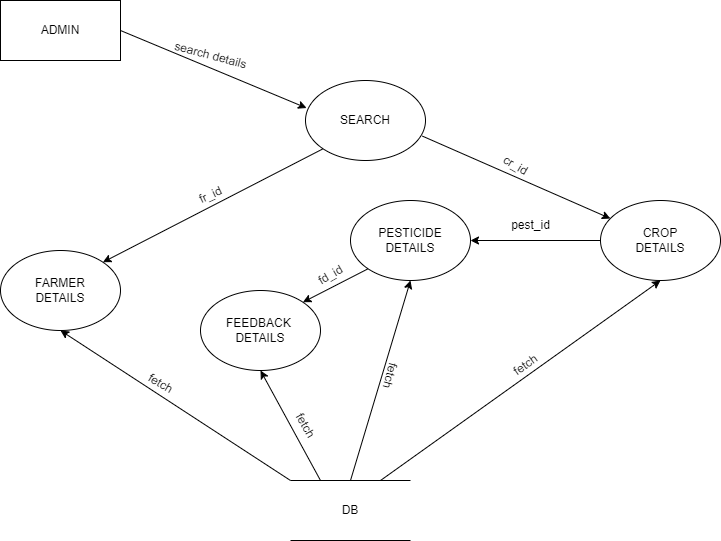 ADMIN
search details
SEARCH
cr_id
fr_id
pest_id
PESTICIDE
DETAILS
CROP
DETAILS
fd_id
FARMER
DETAILS
FEEDBACK
DETAILS
fetch
fetch
fetch
fetch
DB